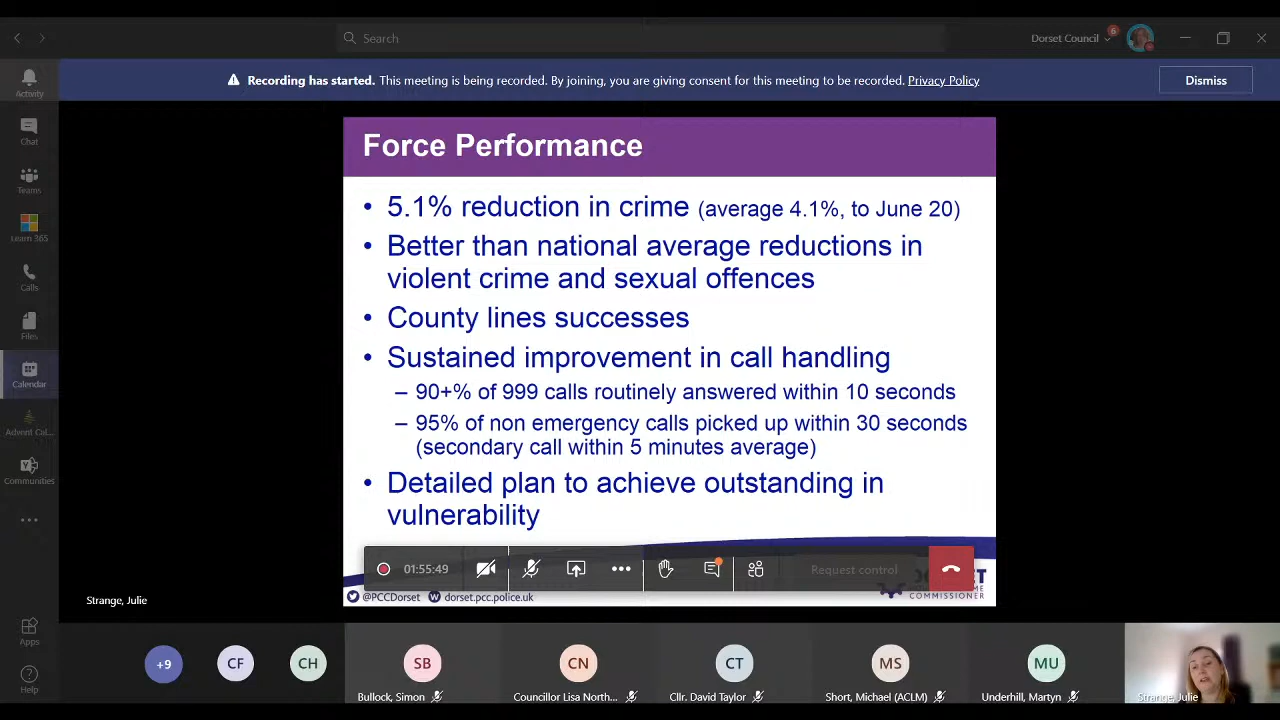 Search
Dorset Council
6
Recording has started. This meeting is being recorded. By joining, you are giving consent for this meeting to be recorded. Privacy Policy
Dismiss
Activity
Chat
Teams
Learn 365
Calls
Files
Calendar
Advent Cal...
Communities
Apps
Help
Force Performance
• 5.1% reduction in crime (average 4.1%, to June 20)
• Better than national average reductions in
violent crime and sexual offences
• County lines successes
• Sustained improvement in call handling
– 90+% of 999 calls routinely answered within 10 seconds
– 95% of non emergency calls picked up within 30 seconds
(secondary call within 5 minutes average)
• Detailed plan to achieve outstanding in
vulnerability
01:55:49
Request control
@PCCDorset dorset.pcc.police.uk
COMMISSIONER
Strange, Julie
+9
CF
CH
SB
Bullock, Simon
CN
Councillor Lisa North...
CT
Cllr. David Taylor
MS
Short, Michael (ACLM)
MU
Underhill, Martyn
Strange, Julie